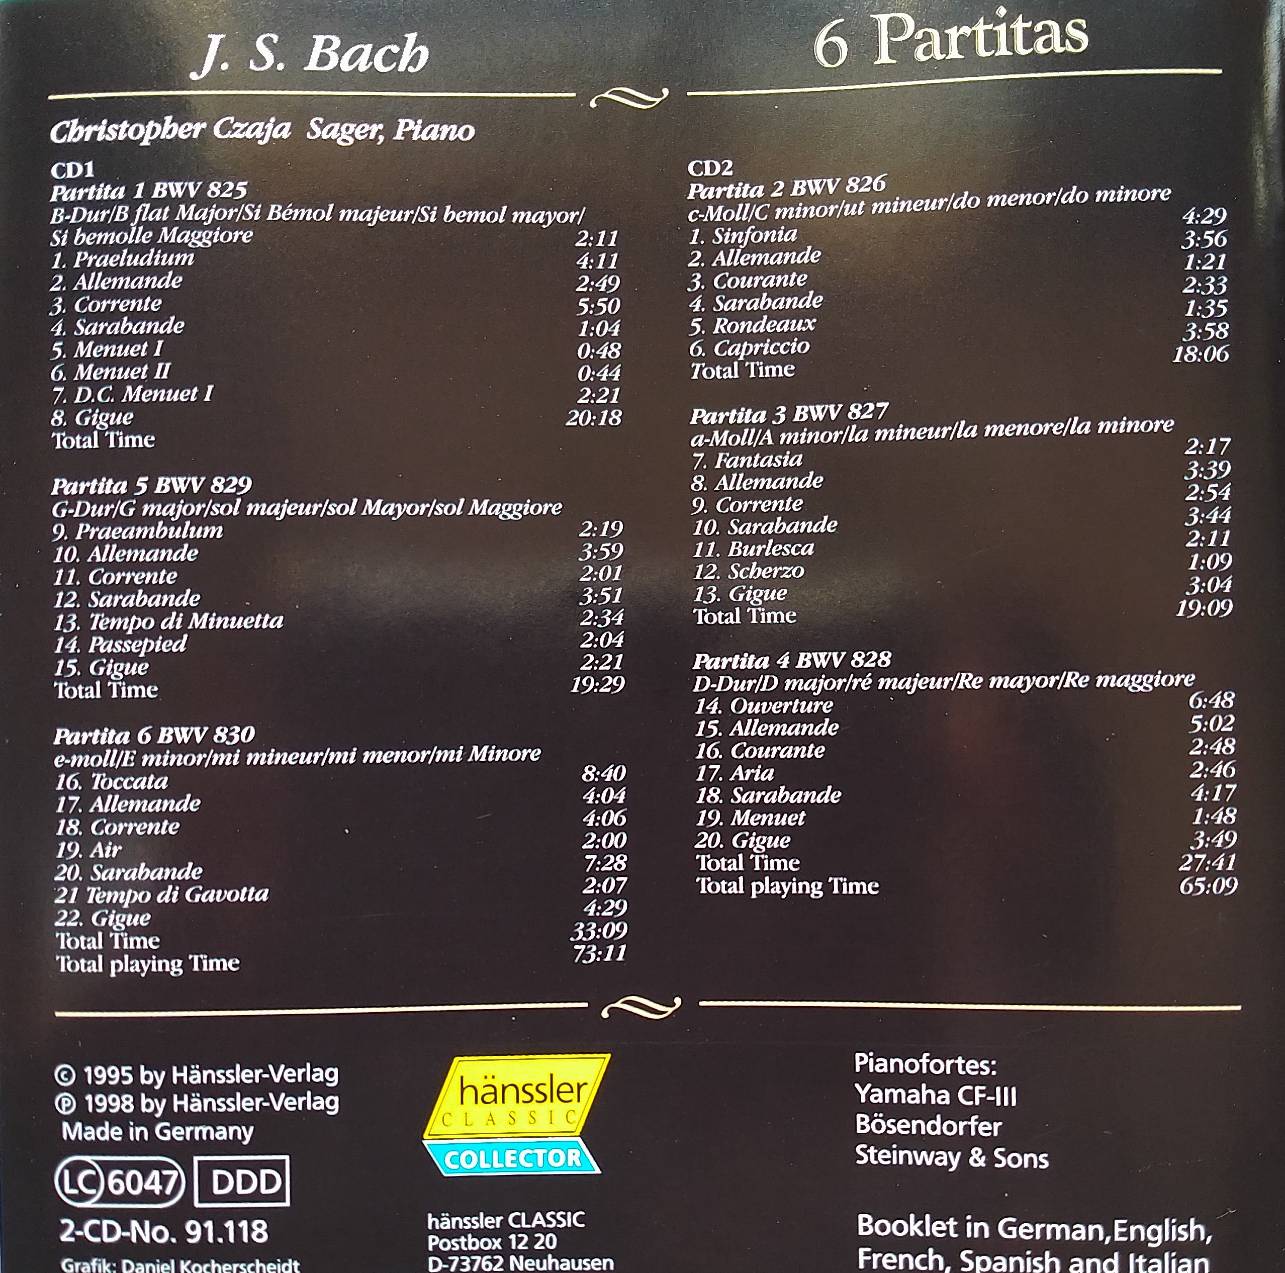 J. S. Bach
6 Partitas
Christopher Czaja Sager, Piano
CD1
Partita 1 BWV 825
B-Dur/B flat Major/Si Bémol majeur/Si bemol mayor/
Si bemolle Maggiore 2:11
1. Praeludium 4:11
2. Allemande 2:49
3. Corrente 5:50
4. Sarabande 1:04
5. Menuet I 0:48
6. Menuet II 0:44
7. D.C. Menuet I 2:21
8. Gigue 20:18
Total Time
Partita 5 BWV 829
G-Dur/G major/sol majeur/sol Mayor/sol Maggiore
9. Praeambulum 2:19
10. Allemande 3:59
11. Corrente 2:01
12. Sarabande 3:51
13. Tempo di Minuetta 2:34
14. Passepied 2:04
15. Gigue 2:21
Total Time 19:29
Partita 6 BWV 830
e-moll/E minor/mi mineur/mi menor/mi Minore
16. Toccata 8:40
17. Allemande 4:04
18. Corrente 4:06
19. Air 2:00
20. Sarabande 7:28
21 Tempo di Gavotta 2:07
22. Gigue 4:29
Total Time 33:09
Total playing Time 73:11
CD2
Partita 2 BWV 826
c-Moll/C minor/ut mineur/do menor/do minore
1. Sinfonia 4:29
2. Allemande 3:56
3. Courante 1:21
4. Sarabande 2:33
5. Rondeaux 1:35
6. Capriccio 3:58
Total Time 18:06
Partita 3 BWV 827
a-Moll/A minor/la mineur/la menore/la minore
7. Fantasia 2:17
8. Allemande 3:39
9. Corrente 2:54
10. Sarabande 3:44
11. Burlesca 2:11
12. Scherzo 1:09
13. Gigue 3:04
Total Time 19:09
Partita 4 BWV 828
D-Dur/D major/ré majeur/Re mayor/Re maggiore
14. Ouverture 6:48
15. Allemande 5:02
16. Courante 2:48
17. Aria 2:46
18. Sarabande 4:17
19. Menuet 1:48
20. Gigue 3:49
Total Time 27:41
Total playing Time 65:09
© 1995 by Hänssler-Verlag
℗ 1998 by Hänssler-Verlag
Made in Germany
LC 6047 DDD
2-CD-No. 91.118
Grafik: Daniel Kocherscheidt
hänssler
CLASSIC
COLLECTOR
hänssler CLASSIC
Postbox 12 20
D-73762 Neuhausen
Pianofortes:
Yamaha CF-III
Bösendorfer
Steinway & Sons
Booklet in German,English,
French, Spanish and Italian